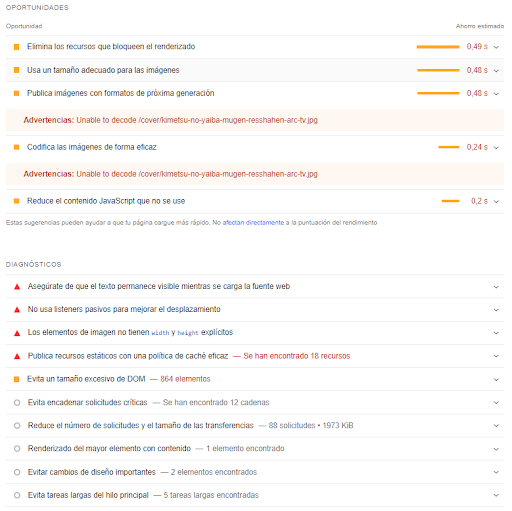 OPORTUNIDADES
Oportunidad Ahorro estimado
Elimina los recursos que bloqueen el renderizado 0,49 s
Usa un tamaño adecuado para las imágenes 0,48 s
Publica imágenes con formatos de próxima generación 0,48 s
Advertencias: Unable to decode /cover/kimetsu-no-yaiba-mugen-resshahen-arc-tv.jpg
Codifica las imágenes de forma eficaz 0,24 s
Advertencias: Unable to decode /cover/kimetsu-no-yaiba-mugen-resshahen-arc-tv.jpg
Reduce el contenido JavaScript que no se use 0,2 s
Estas sugerencias pueden ayudar a que tu página cargue más rápido. No afectan directamente a la puntuación del rendimiento
DIAGNÓSTICOS
Asegúrate de que el texto permanece visible mientras se carga la fuente web
No usa listeners pasivos para mejorar el desplazamiento
Los elementos de imagen no tienen width y height explícitos
Publica recursos estáticos con una política de caché eficaz — Se han encontrado 18 recursos
Evita un tamaño excesivo de DOM — 864 elementos
Evita encadenar solicitudes críticas — Se han encontrado 12 cadenas
Reduce el número de solicitudes y el tamaño de las transferencias — 88 solicitudes • 1973 KiB
Renderizado del mayor elemento con contenido — 1 elemento encontrado
Evitar cambios de diseño importantes — 2 elementos encontrados
Evita tareas largas del hilo principal — 5 tareas largas encontradas